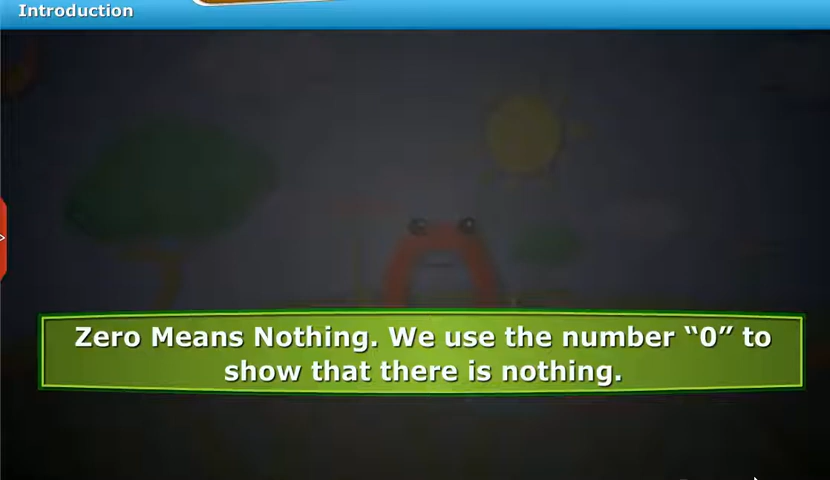 Introduction
Zero Means Nothing. We use the number “0” to
show that there is nothing.